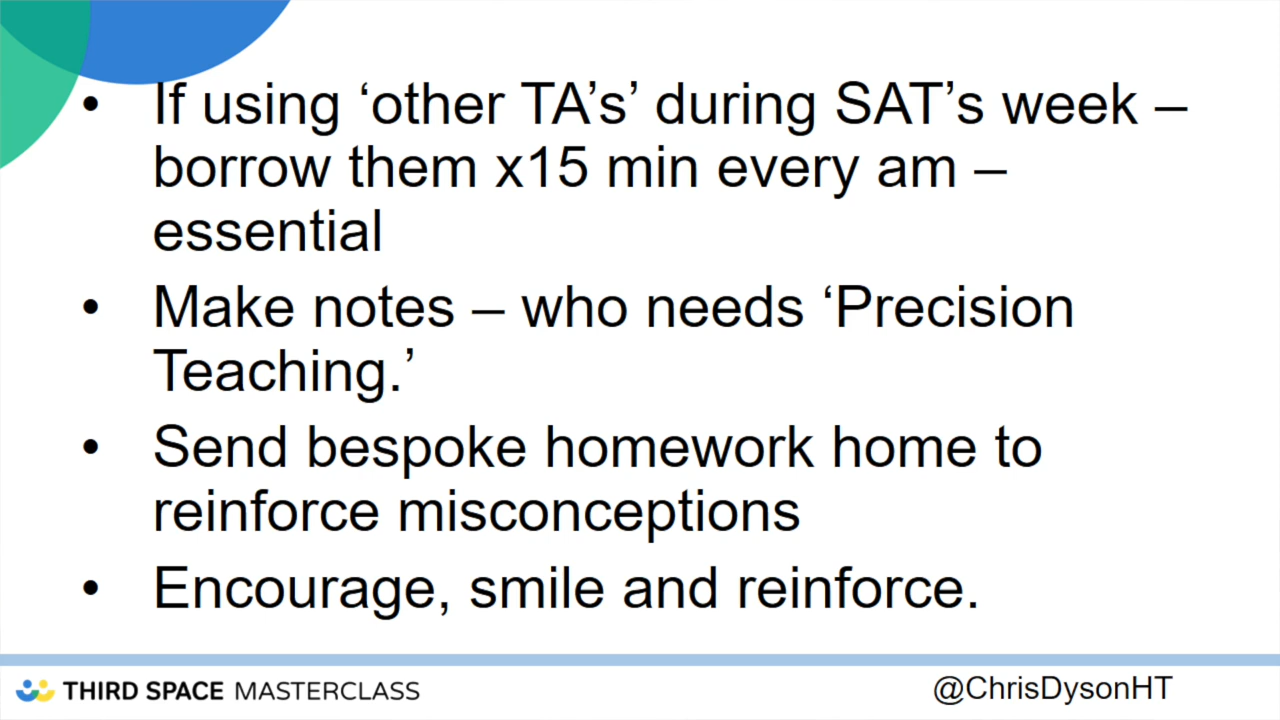 • If using ‘other TA’s’ during SAT’s week –
borrow them x15 min every am –
essential
• Make notes – who needs ‘Precision
Teaching.’
• Send bespoke homework home to
reinforce misconceptions
• Encourage, smile and reinforce.
THIRD SPACE MASTERCLASS
@ChrisDysonHT